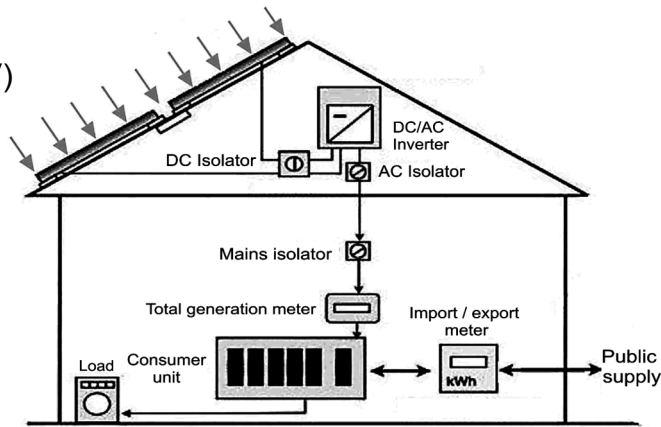 )
DC/AC
Inverter
DC Isolator
AC Isolator
Mains isolator
Total generation meter
Import / export
meter
Load
Consumer
unit
kWh
Public
supply